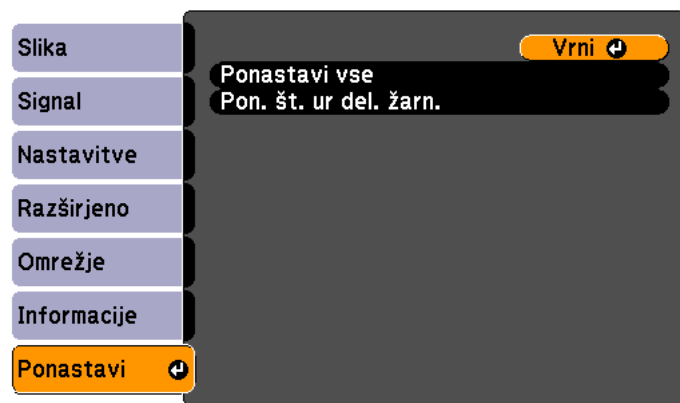 Slika
Signal
Nastavitve
Razširjeno
Omrežje
Informacije
Ponastavi
Vrni
Ponastavi vse
Pon. št. ur del. žarn.